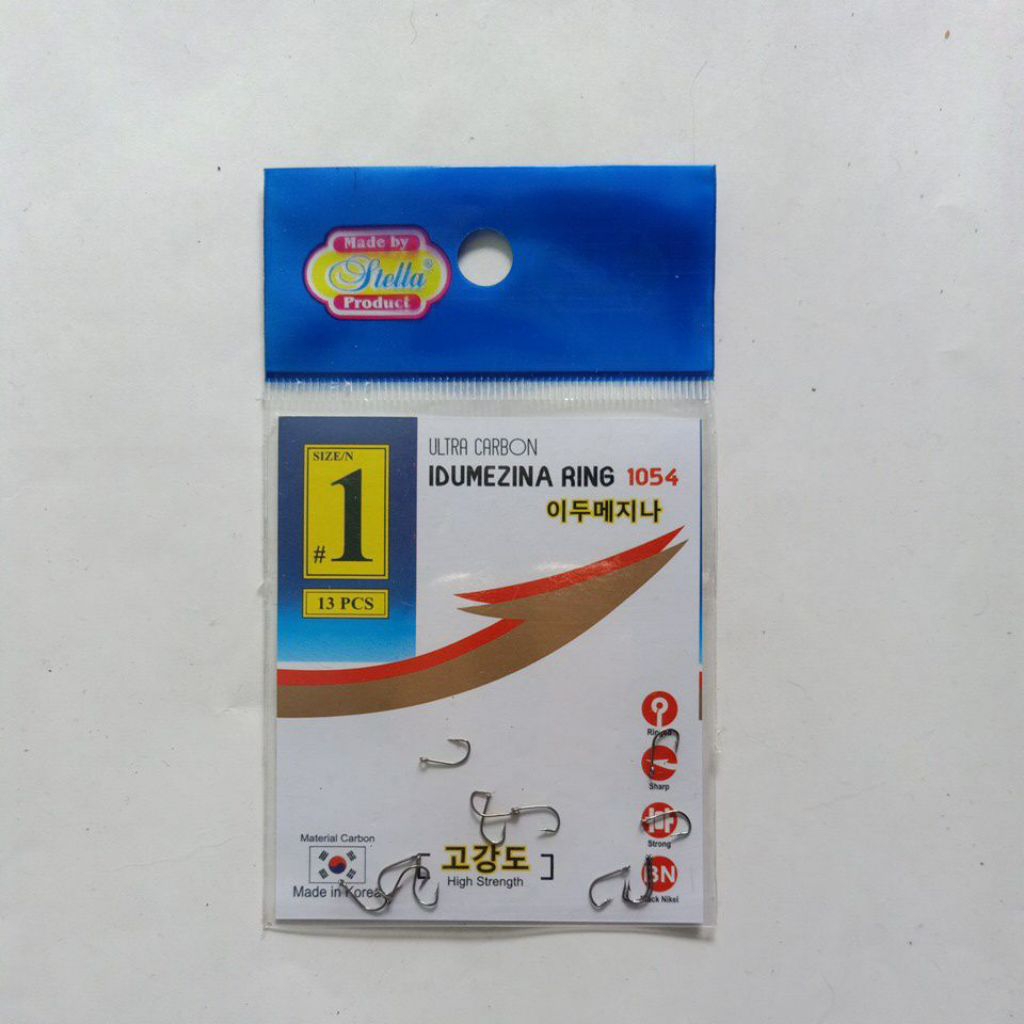 Made by
Stella®
Product
SIZE/N
#1
13 PCS
ULTRA CARBON
IDUMEZINA RING 1054
이두메지나
Sharp
Strong
BN
Nikel
Material Carbon
Made in Korea
고강도
High Strength